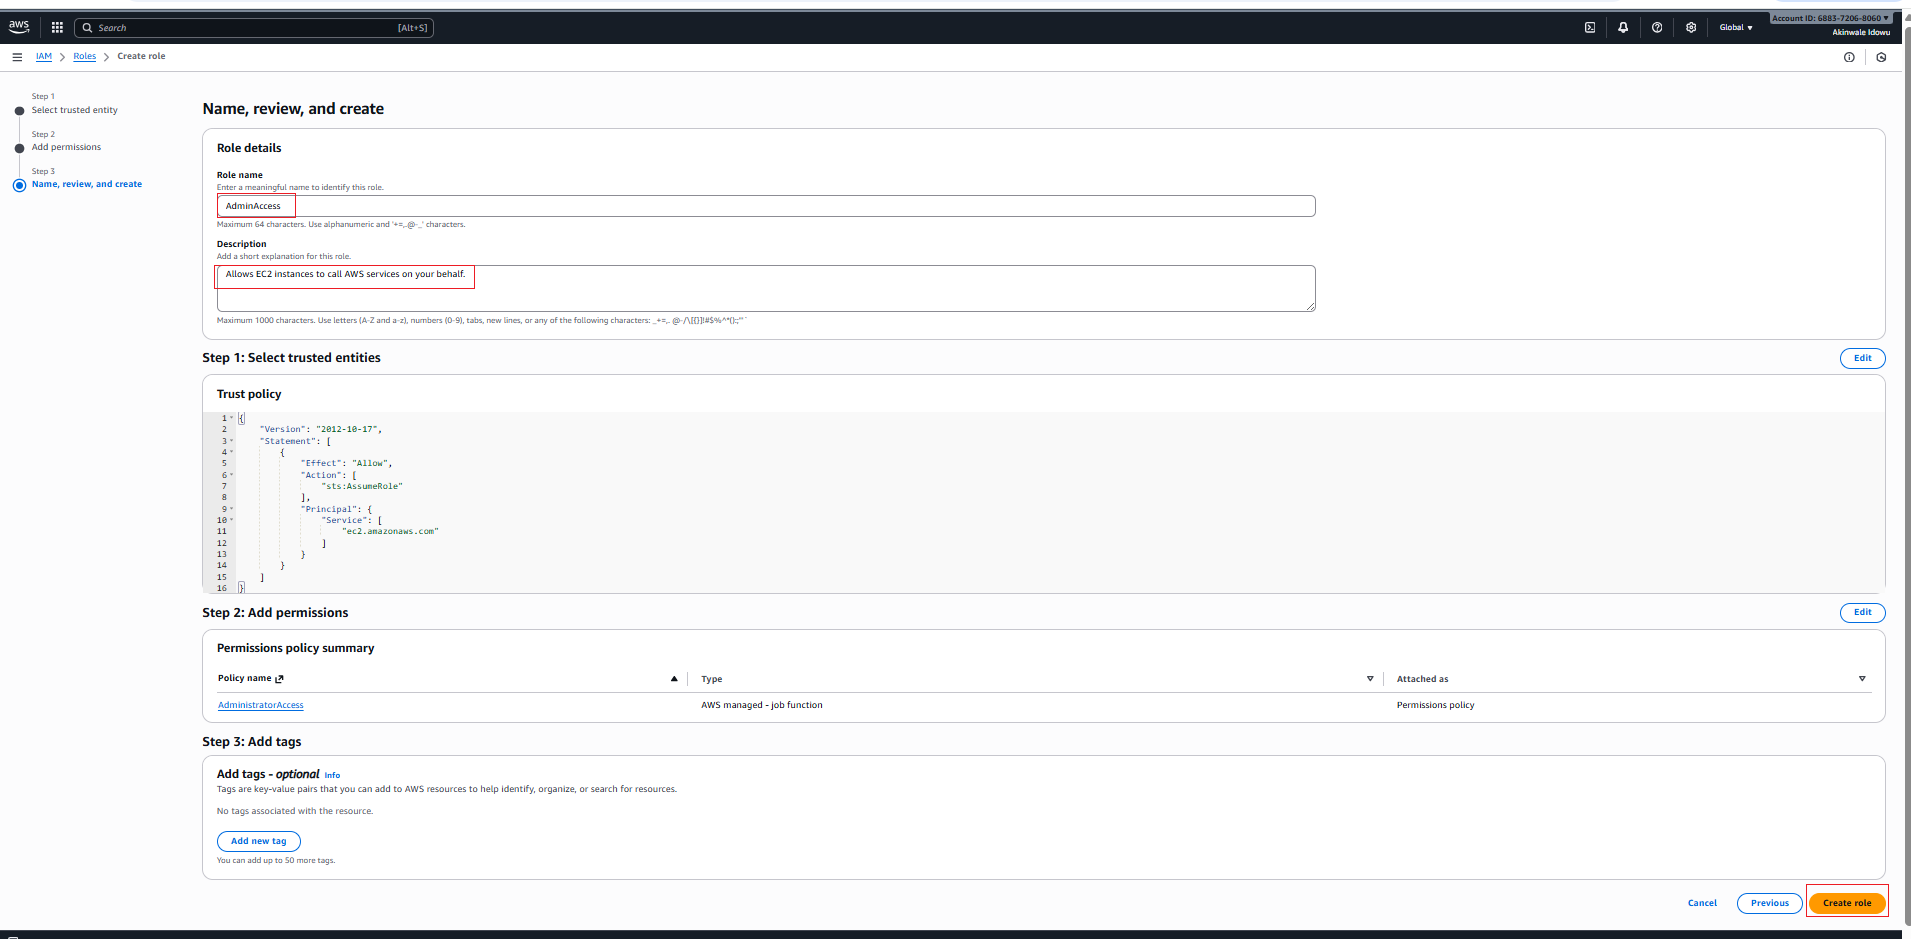 aws
Search
[Alt+S]
Global ▼
Account ID: 6883-7206-8060 ▼
Akinwale Idowu
IAM > Roles > Create role
Step 1
Select trusted entity
Step 2
Add permissions
Step 3
Name, review, and create
Name, review, and create
Role details
Role name
Enter a meaningful name to identify this role.
AdminAccess
Maximum 64 characters. Use alphanumeric and '+=,.@-_' characters.
Description
Add a short explanation for this role.
Allows EC2 instances to call AWS services on your behalf.
Maximum 1000 characters. Use letters (A-Z and a-z), numbers (0-9), tabs, new lines, or any of the following characters:
Step 1: Select trusted entities
Edit
Trust policy
1 {
2 "Version": "2012-10-17",
3 "Statement": [
4 {
5 "Effect": "Allow",
6 "Action": [
7 "sts:AssumeRole"
8 ],
9 "Principal": {
10 "Service": [
11 "ec2.amazonaws.com"
12 ]
13 }
14 }
15 ]
16 }
Step 2: Add permissions
Edit
Permissions policy summary
Policy name
Type
Attached as
AdministratorAccess
AWS managed - job function
Permissions policy
Step 3: Add tags
Add tags - optional Info
Tags are key-value pairs that you can add to AWS resources to help identify, organize, or search for resources.
No tags associated with the resource.
Add new tag
You can add up to 50 more tags.
Cancel
Previous
Create role